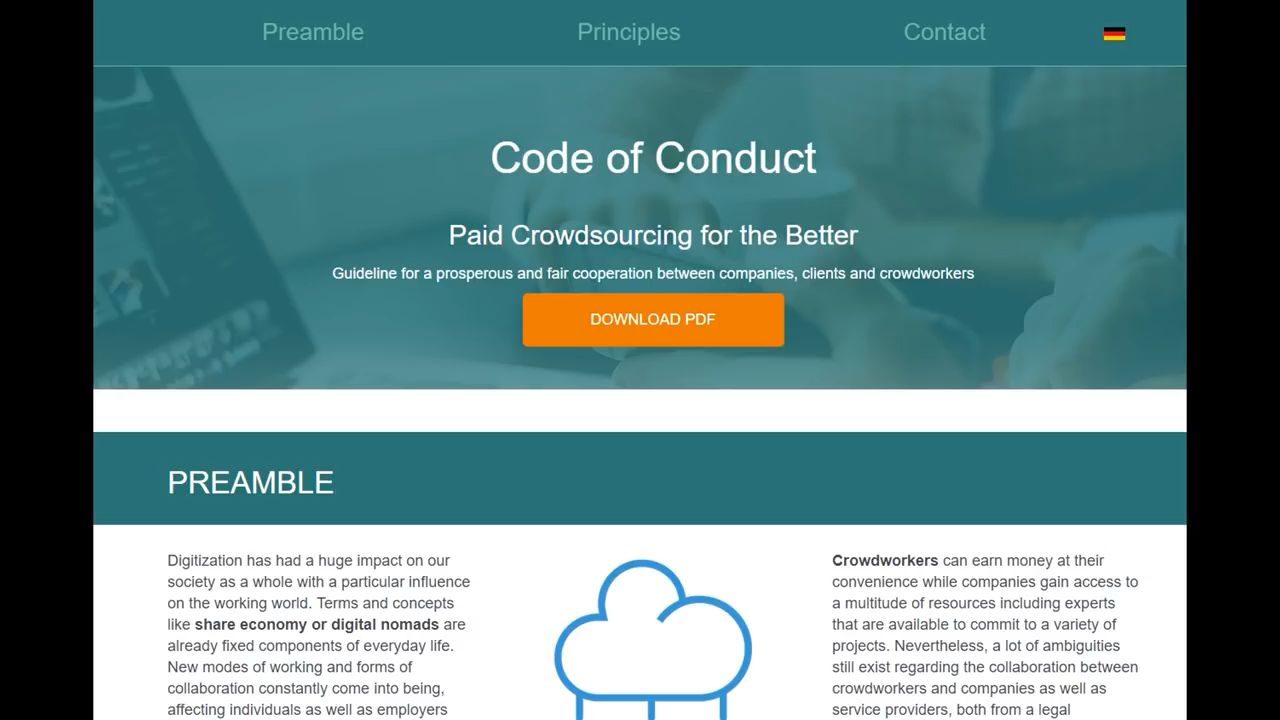 Preamble
Principles
Contact
Code of Conduct
Paid Crowdsourcing for the Better
Guideline for a prosperous and fair cooperation between companies, clients and crowdworkers
DOWNLOAD PDF
PREAMBLE
Digitization has had a huge impact on our
society as a whole with a particular influence
on the working world. Terms and concepts
like share economy or digital nomads are
already fixed components of everyday life.
New modes of working and forms of
collaboration constantly come into being,
affecting individuals as well as employers
Crowdworkers can earn money at their
convenience while companies gain access to
a multitude of resources including experts
that are available to commit to a variety of
projects. Nevertheless, a lot of ambiguities
still exist regarding the collaboration between
crowdworkers and companies as well as
service providers, both from a legal